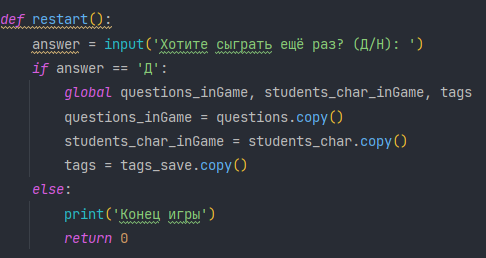 def restart():
    answer = input('Хотите сыграть ещё раз? (Д/Н): ')
    if answer == 'Д':
        global questions_inGame, students_char_inGame, tags
        questions_inGame = questions.copy()
        students_char_inGame = students_char.copy()
        tags = tags_save.copy()
    else:
        print('Конец игры')
        return 0